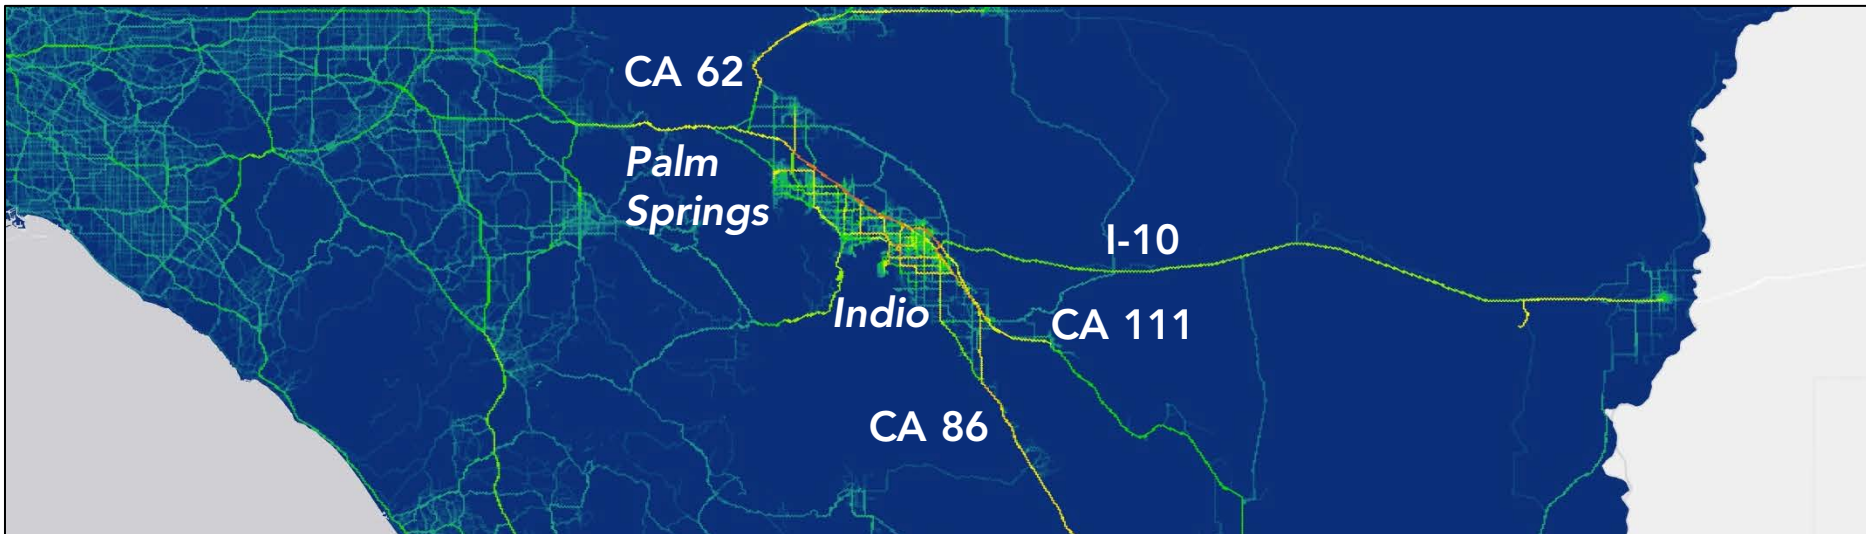 CA 62
Palm
Springs
I-10
Indio
CA 111
CA 86